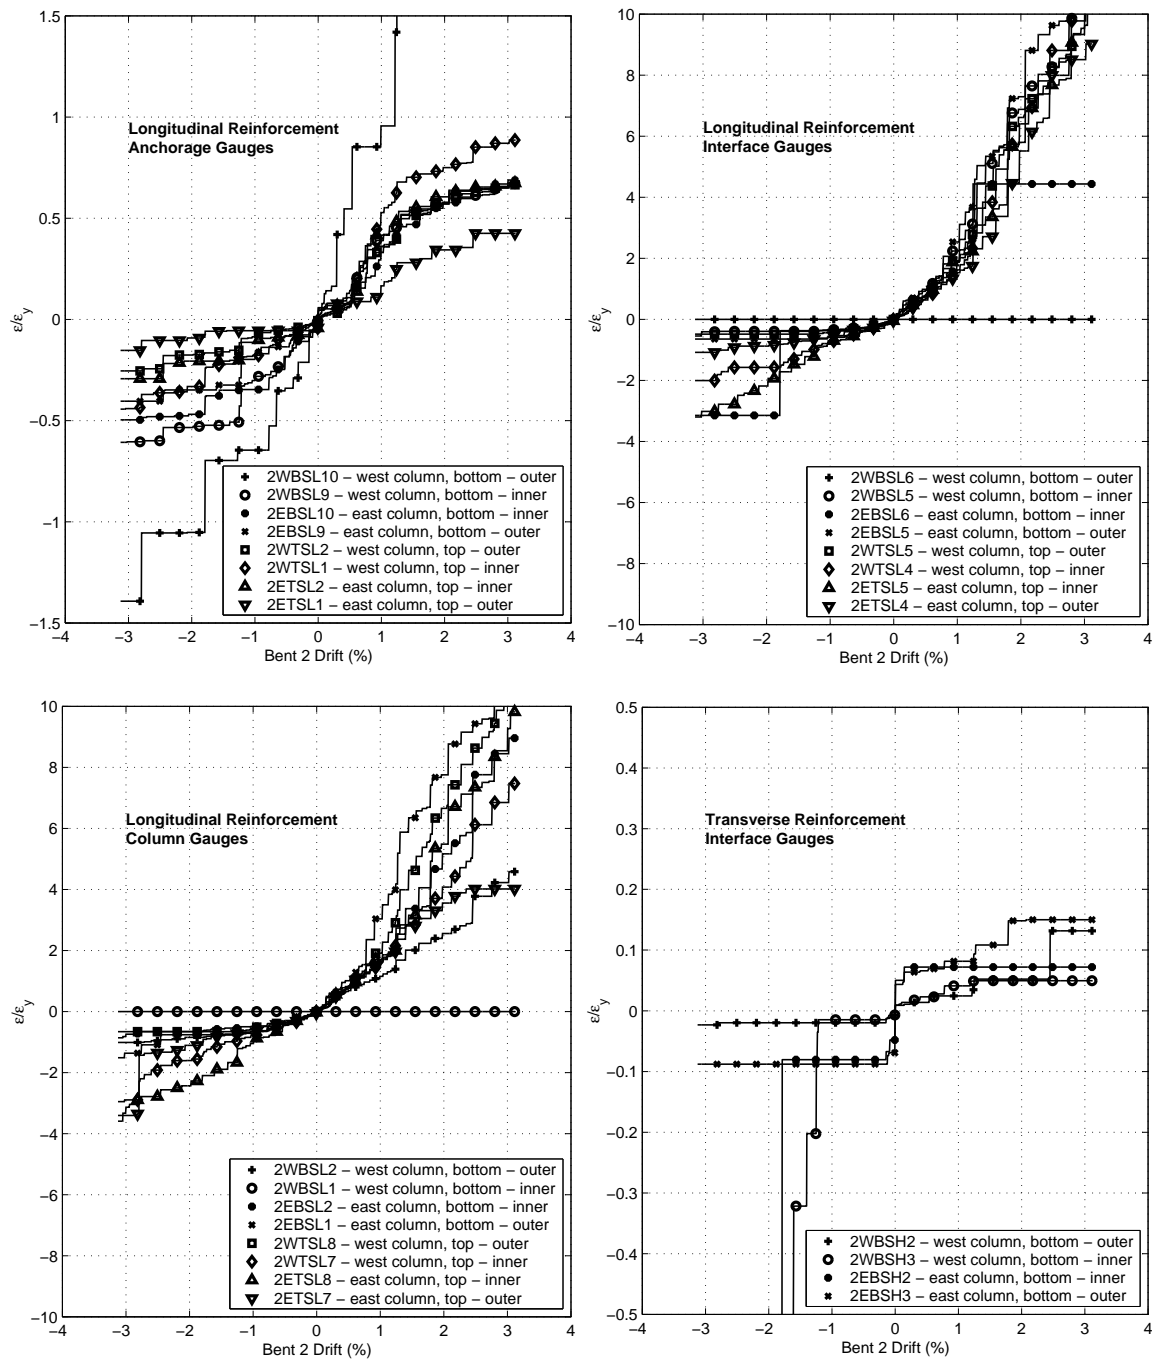 1.5
1
0.5
0
−0.5
−1
−1.5
ε/εy
Longitudinal Reinforcement
Anchorage Gauges
2WBSL10 − west column, bottom − outer
2WBSL9 − west column, bottom − inner
2EBSL10 − east column, bottom − inner
2EBSL9 − east column, bottom − outer
2WTSL2 − west column, top − outer
2WTSL1 − west column, top − inner
2ETSL2 − east column, top − inner
2ETSL1 − east column, top − outer
−4 −3 −2 −1 0 1 2 3 4
Bent 2 Drift (%)
10
8
6
4
2
0
−2
−4
−6
−8
−10
ε/εy
Longitudinal Reinforcement
Interface Gauges
2WBSL6 − west column, bottom − outer
2WBSL5 − west column, bottom − inner
2EBSL6 − east column, bottom − inner
2EBSL5 − east column, bottom − outer
2WTSL5 − west column, top − outer
2WTSL4 − west column, top − inner
2ETSL5 − east column, top − inner
2ETSL4 − east column, top − outer
−4 −3 −2 −1 0 1 2 3 4
Bent 2 Drift (%)
10
8
6
4
2
0
−2
−4
−6
−8
−10
ε/εy
Longitudinal Reinforcement
Column Gauges
2WBSL2 − west column, bottom − outer
2WBSL1 − west column, bottom − inner
2EBSL2 − east column, bottom − inner
2EBSL1 − east column, bottom − outer
2WTSL8 − west column, top − outer
2WTSL7 − west column, top − inner
2ETSL8 − east column, top − inner
2ETSL7 − east column, top − outer
−4 −3 −2 −1 0 1 2 3 4
Bent 2 Drift (%)
0.5
0.4
0.3
0.2
0.1
0
−0.1
−0.2
−0.3
−0.4
−0.5
ε/εy
Transverse Reinforcement
Interface Gauges
2WBSH2 − west column, bottom − outer
2WBSH3 − west column, bottom − inner
2EBSH2 − east column, bottom − inner
2EBSH3 − east column, bottom − outer
−4 −3 −2 −1 0 1 2 3 4
Bent 2 Drift (%)